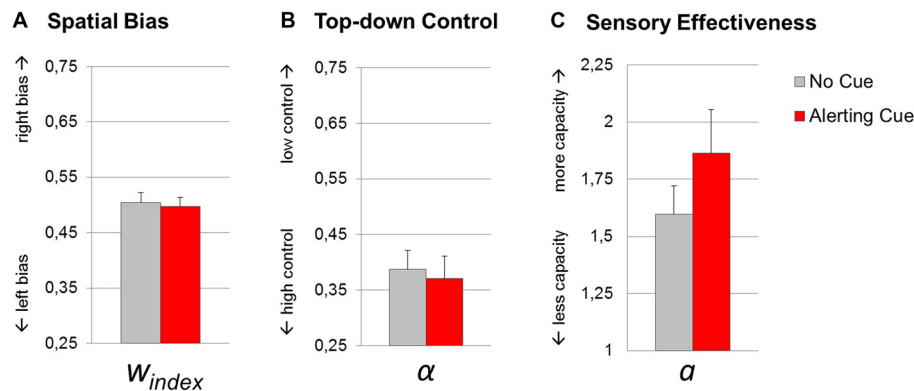 A Spatial Bias
0,75
0,65
0,55
0,45
0,35
0,25
← left bias
right bias →
w_index
B Top-down Control
0,75
0,65
0,55
0,45
0,35
0,25
← high control
low control →
α
C Sensory Effectiveness
2,25
2
1,75
1,5
1,25
1
← less capacity
more capacity →
a
No Cue
Alerting Cue